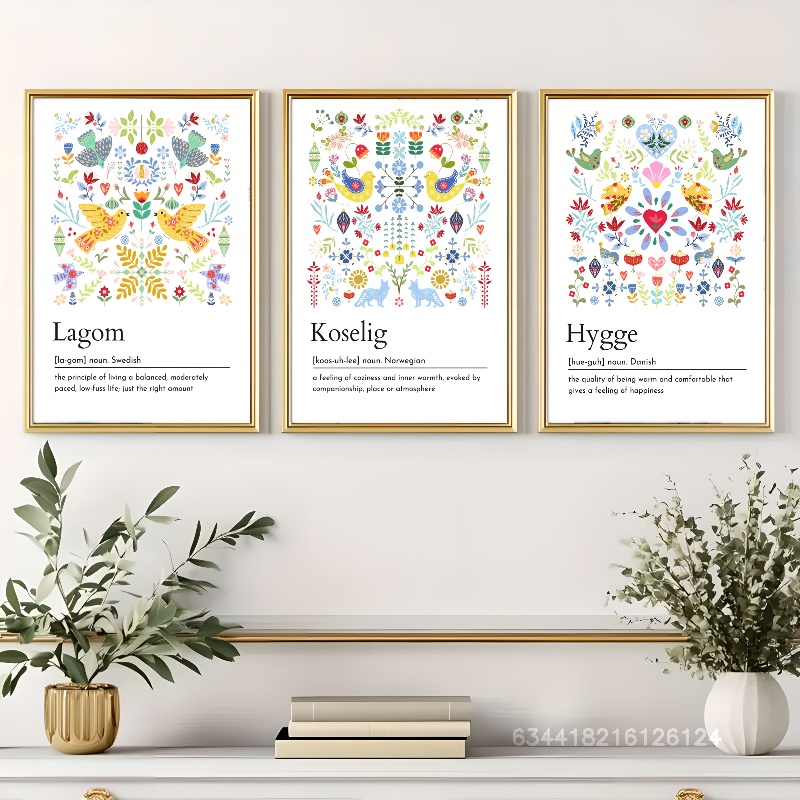 Lagom
[la-gom] noun. Swedish
the principle of living a balanced, moderately
paced, low-fuss life; just the right amount
Koselig
[koos-uh-lee] noun. Norwegian
a feeling of coziness and inner warmth, evoked by
companionship, place or atmosphere
Hygge
[hue-guh] noun. Danish
the quality of being warm and comfortable that
gives a feeling of happiness
634418216126124